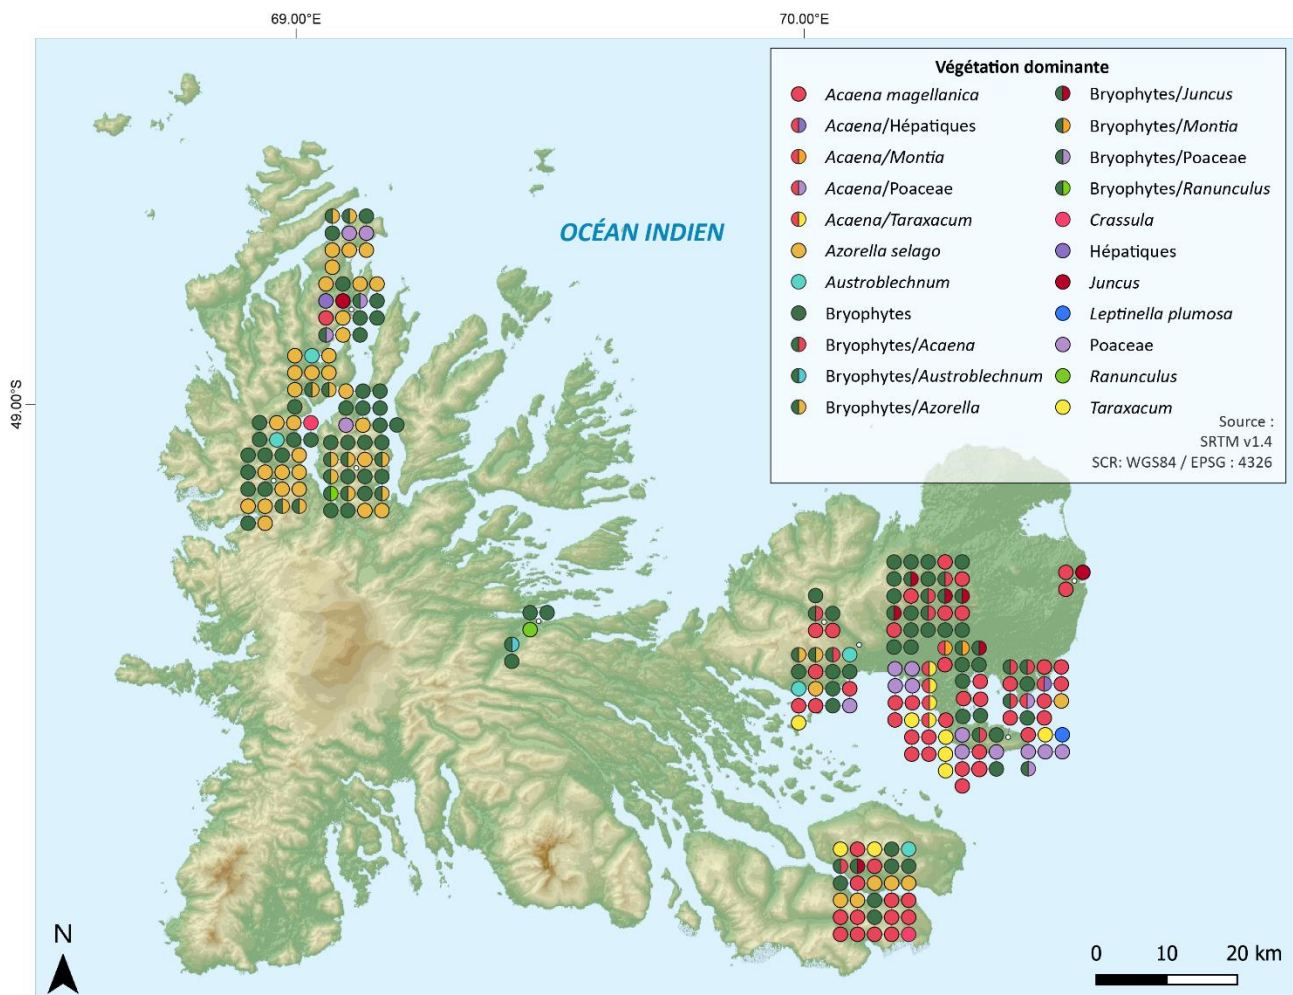 69.00°E
70.00°E
49.00°S
OCÉAN INDIEN
Végétation dominante
Acaena magellanica
Acaena/Hépatiques
Acaena/Montia
Acaena/Poaceae
Acaena/Taraxacum
Azorella selago
Austroblechnum
Bryophytes
Bryophytes/Acaena
Bryophytes/Austroblechnum
Bryophytes/Azorella
Bryophytes/Juncus
Bryophytes/Montia
Bryophytes/Poaceae
Bryophytes/Ranunculus
Crassula
Hépatiques
Juncus
Leptinella plumosa
Poaceae
Ranunculus
Taraxacum
Source :
SRTM v1.4
SCR: WGS84 / EPSG : 4326
N
0 10 20 km